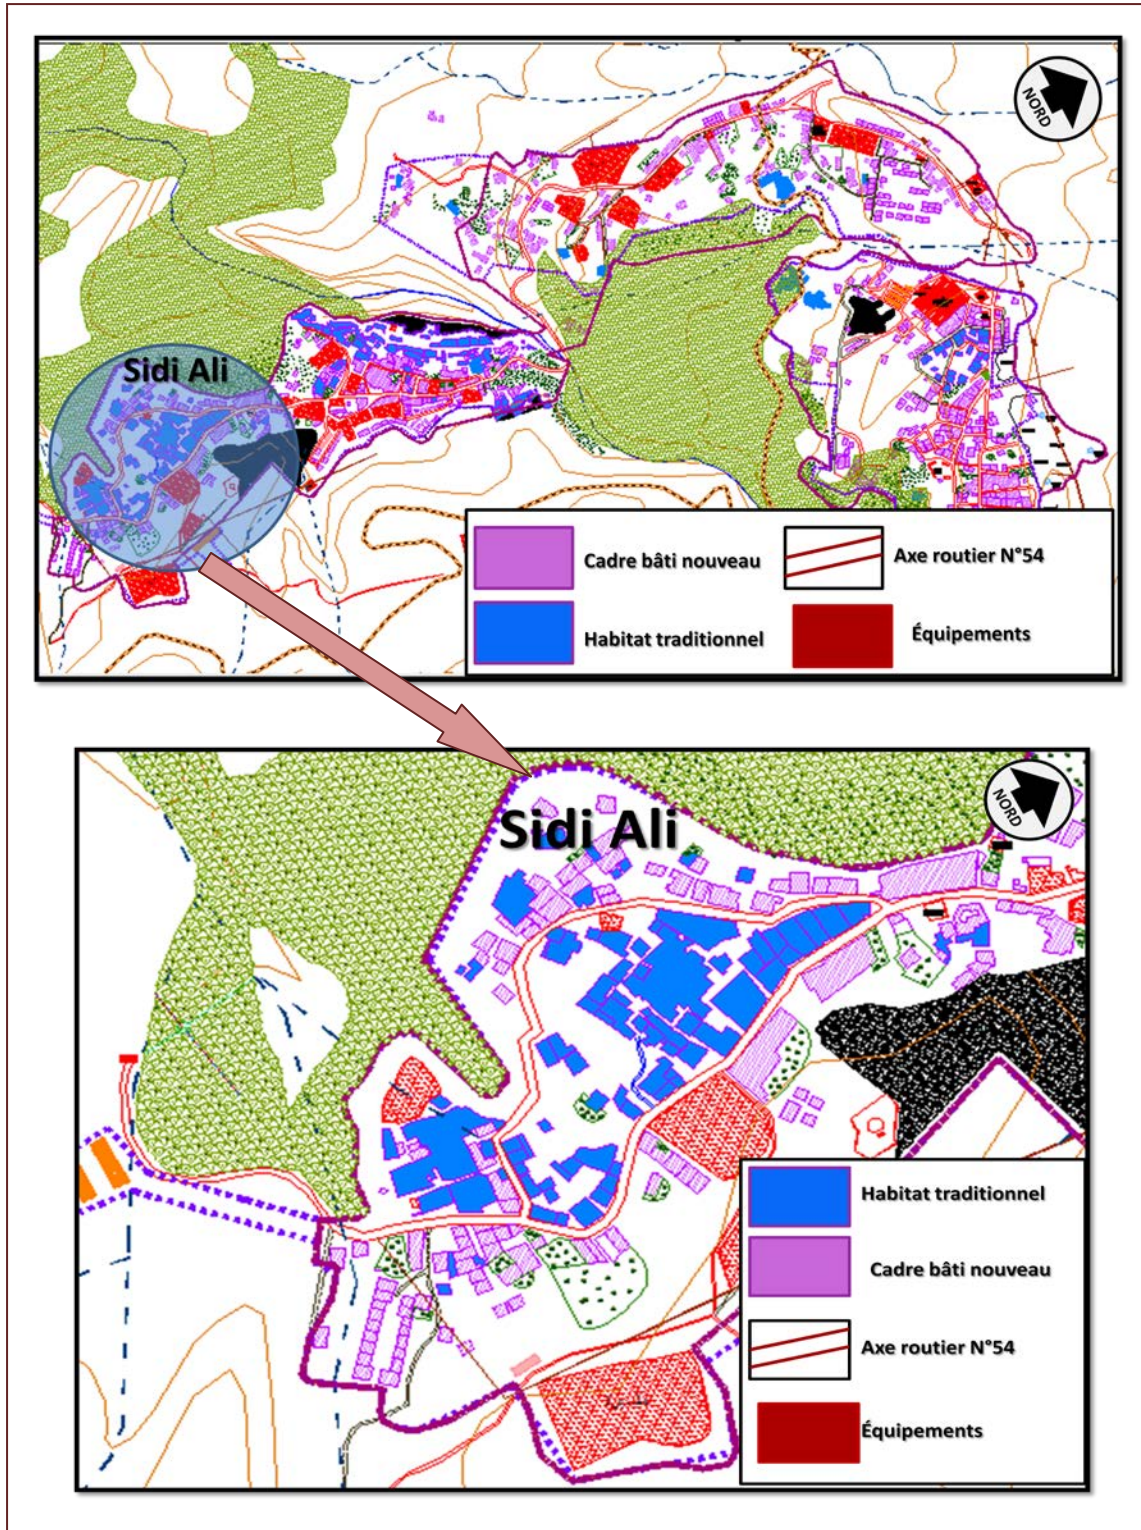 NORD
Sidi Ali
Cadre bâti nouveau
Axe routier N°54
Habitat traditionnel
Équipements
NORD
Sidi Ali
Habitat traditionnel
Cadre bâti nouveau
Axe routier N°54
Équipements